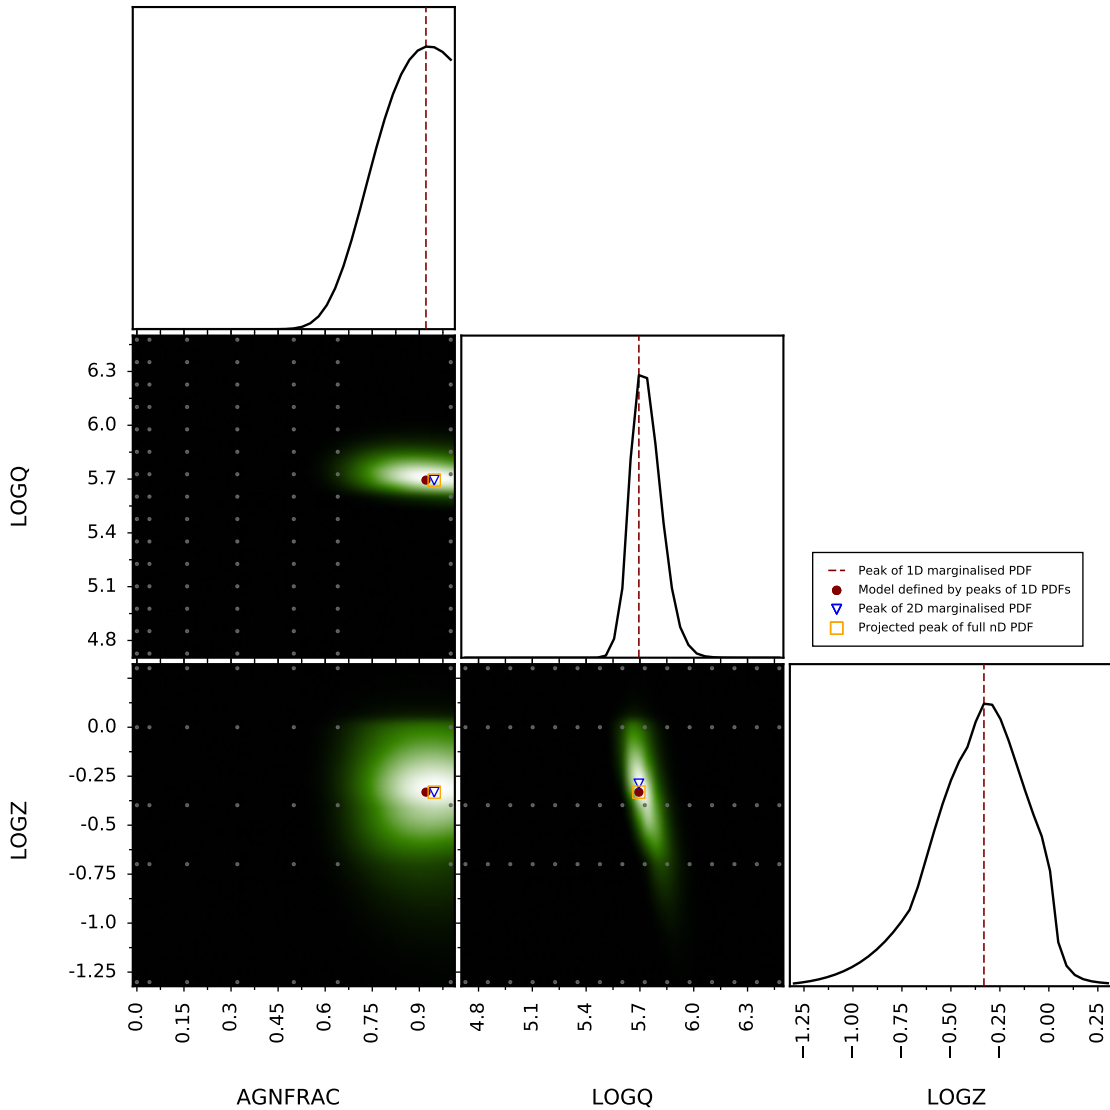 LOGQ
6.3
6.0
5.7
5.4
5.1
4.8
Peak of 1D marginalised PDF
Model defined by peaks of 1D PDFs
Peak of 2D marginalised PDF
Projected peak of full nD PDF
LOGZ
0.0
-0.25
-0.5
-0.75
-1.0
-1.25
0.0 0.15 0.3 0.45 0.6 0.75 0.9
4.8 5.1 5.4 5.7 6.0 6.3
−1.25 −1.00 −0.75 −0.50 −0.25 0.00 0.25
AGNFRAC LOGQ LOGZ